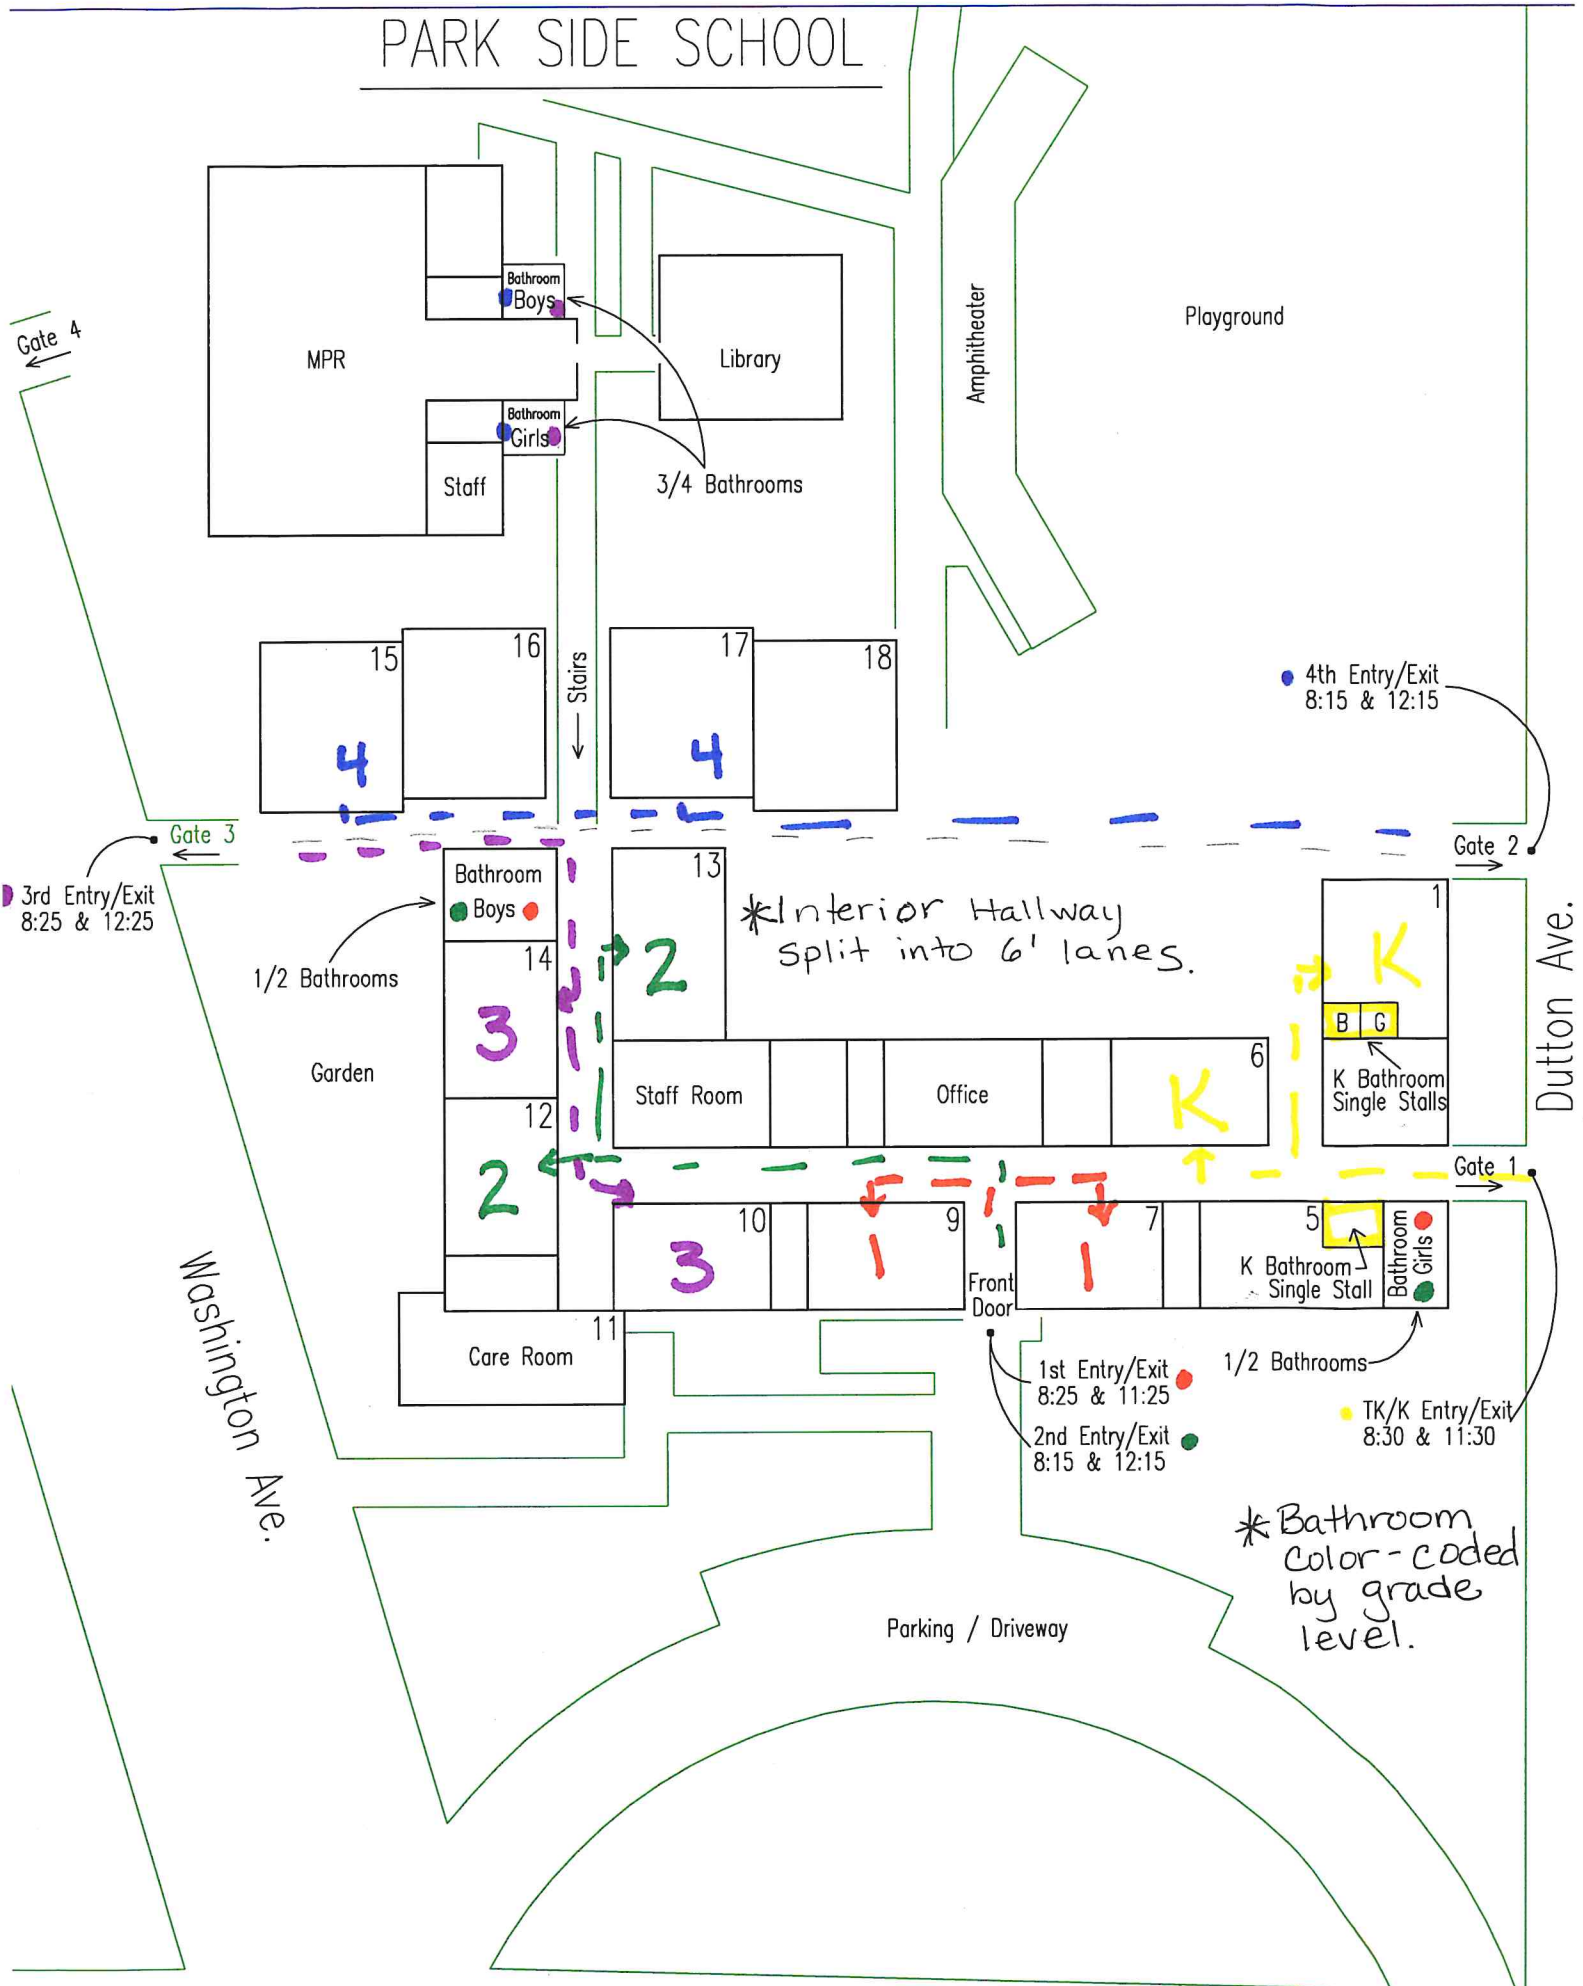 PARK SIDE SCHOOL
Gate 4
MPR
Bathroom
Boys
Bathroom
Girls
Staff
Library
3/4 Bathrooms
Amphitheater
Playground
15
16
Stairs
17
18
4
4
4th Entry/Exit
8:15 & 12:15
Gate 3
Gate 2
3rd Entry/Exit
8:25 & 12:25
Bathroom
Boys
1/2 Bathrooms
13
2
*Interior Hallway
Split into 6' lanes.
1
K
B
G
K Bathroom
Single Stalls
Dutton Ave.
14
3
Garden
12
2
Staff Room
Office
6
K
Gate 1
10
3
9
1
Front
Door
7
1
5
K Bathroom
Single Stall
Bathroom
Girls
11
Care Room
Washington Ave.
1st Entry/Exit
8:25 & 11:25
2nd Entry/Exit
8:15 & 12:15
1/2 Bathrooms
TK/K Entry/Exit
8:30 & 11:30
*Bathroom
Color-coded
by grade
level.
Parking / Driveway